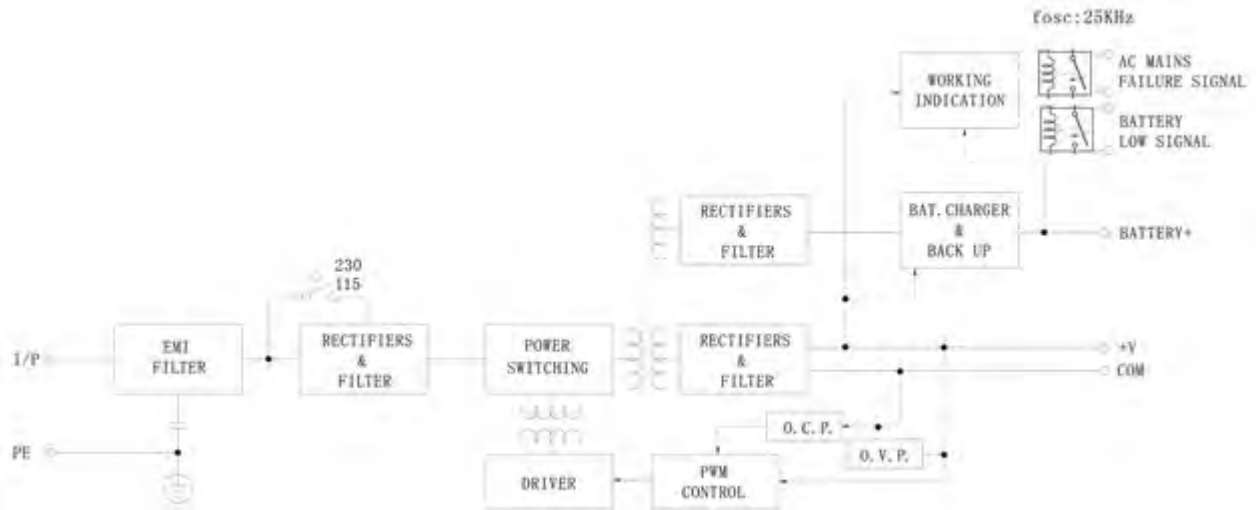 fosc:25KHz
AC MAINS
FAILURE SIGNAL
WORKING
INDICATION
BATTERY
LOW SIGNAL
RECTIFIERS
&
FILTER
BAT.CHARGER
&
BACK UP
BATTERY+
230
115
I/P
EMI
FILTER
RECTIFIERS
&
FILTER
POWER
SWITCHING
RECTIFIERS
&
FILTER
+V
COM
O.C.P.
O.V.P.
PE
DRIVER
PWM
CONTROL